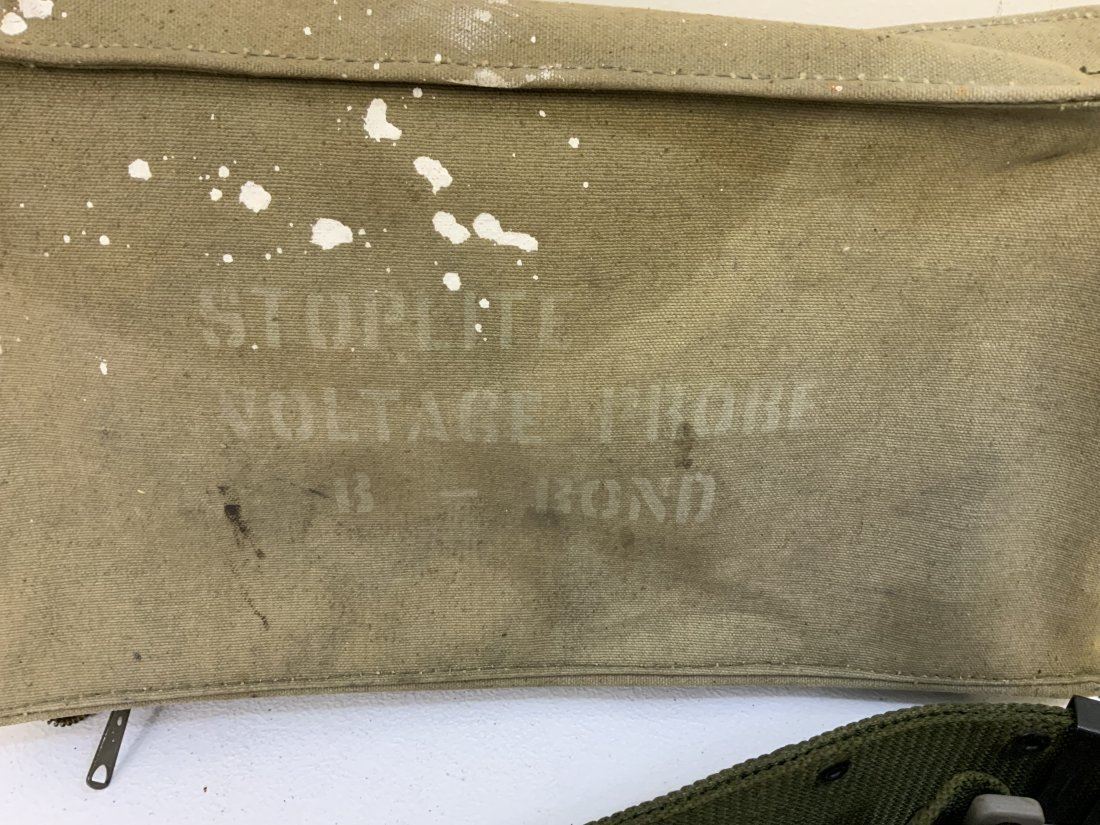 STOPLITE
VOLTAGE PROBE
B - BOND